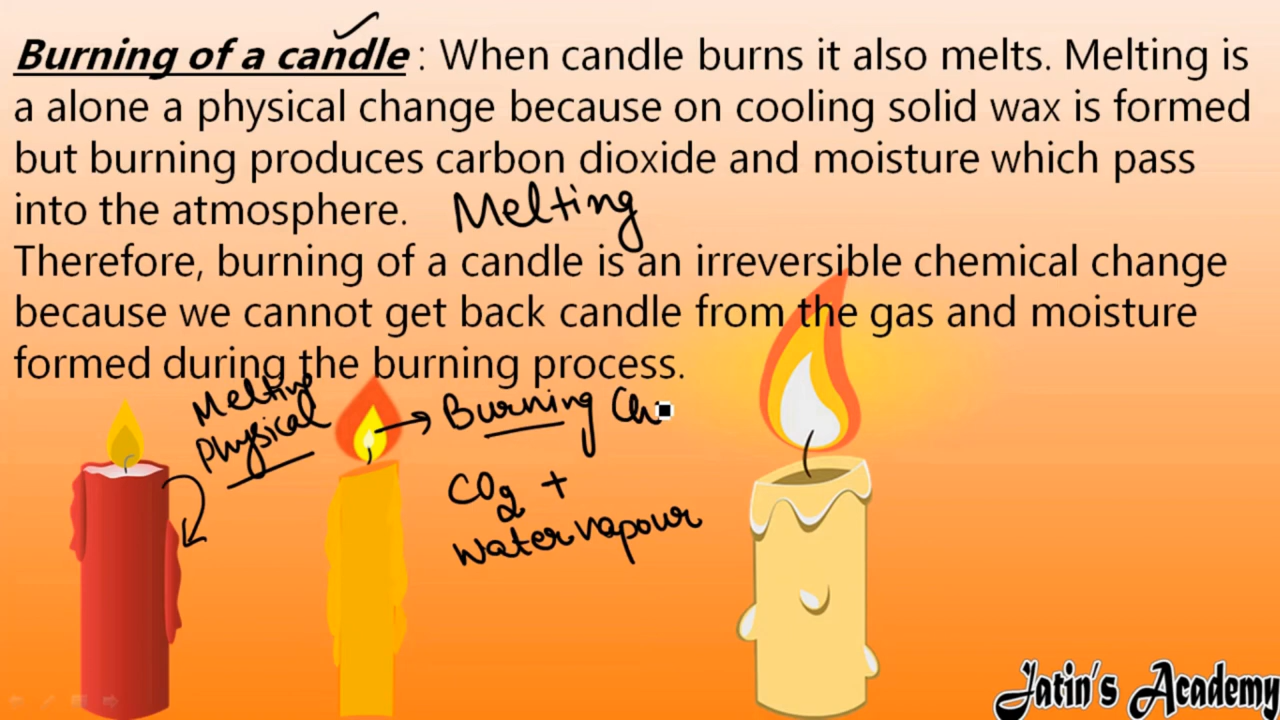 Burning of a candle : When candle burns it also melts. Melting is
a alone a physical change because on cooling solid wax is formed
but burning produces carbon dioxide and moisture which pass
into the atmosphere. Melting
Therefore, burning of a candle is an irreversible chemical change
because we cannot get back candle from the gas and moisture
formed during the burning process.
Melting
Physical
Burning Ch
CO2 +
Water vapour
Jatin's Academy